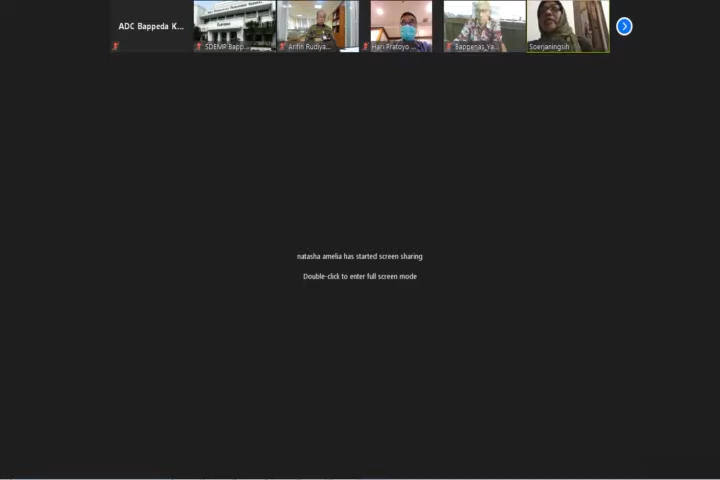 ADC Bappeda K...
SDEMR Bapp...
Arifin Rudiya...
Hari Pratoyo ...
Bappenas_Ya...
Soerjaningsih
natasha amelia has started screen sharing
Double-click to enter full screen mode